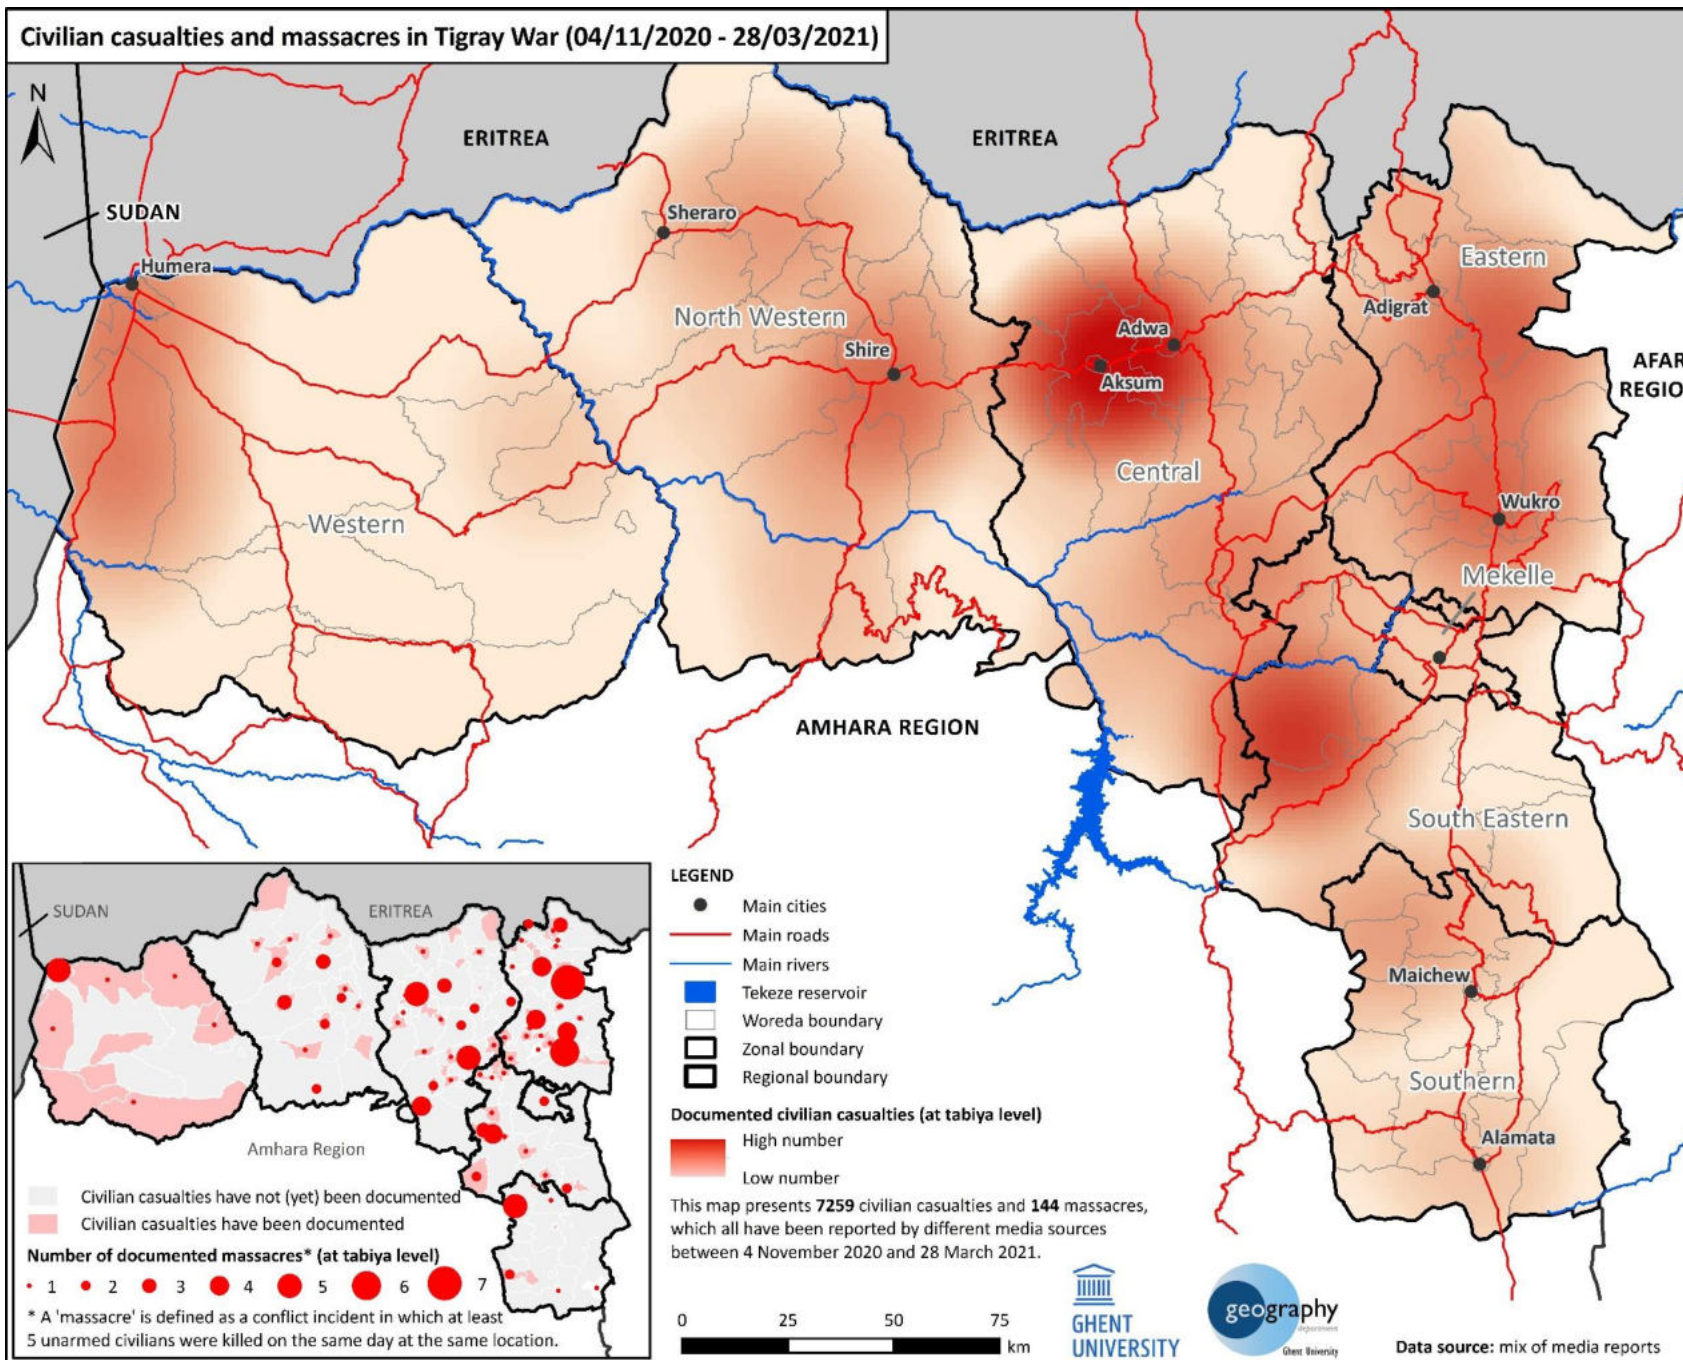 Civilian casualties and massacres in Tigray War (04/11/2020 - 28/03/2021)
N
ERITREA
ERITREA
SUDAN
Sheraro
Humera
Eastern
North Western
Adigrat
Adwa
Shire
AFAR
REGIO
Aksum
Central
Wukro
Western
Mekelle
AMHARA REGION
South Eastern
Maichew
Southern
Alamata
SUDAN
ERITREA
Amhara Region
Civilian casualties have not (yet) been documented
Civilian casualties have been documented
Number of documented massacres* (at tabiya level)
1 2 3 4 5 6 7
* A 'massacre' is defined as a conflict incident in which at least
5 unarmed civilians were killed on the same day at the same location.
LEGEND
Main cities
Main roads
Main rivers
Tekeze reservoir
Woreda boundary
Zonal boundary
Regional boundary
Documented civilian casualties (at tabiya level)
High number
Low number
This map presents 7259 civilian casualties and 144 massacres,
which all have been reported by different media sources
between 4 November 2020 and 28 March 2021.
0 25 50 75
km
GHENT
UNIVERSITY
geography
department
Ghent University
Data source: mix of media reports